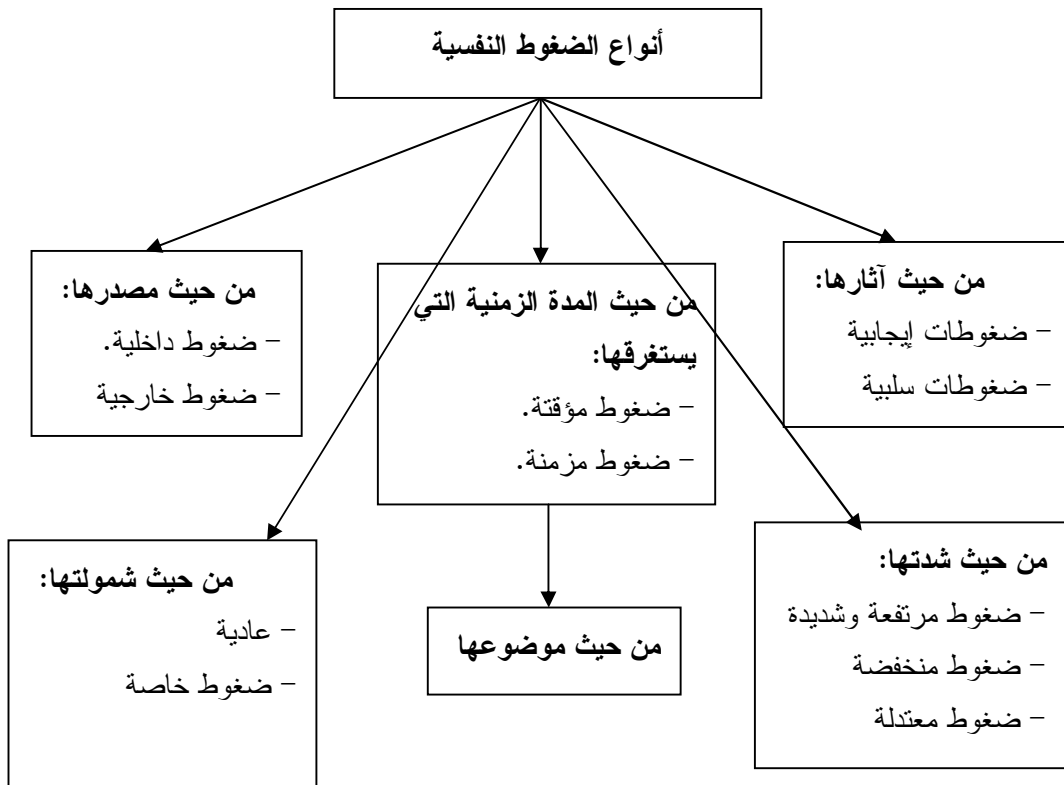 أنواع الضغوط النفسية
من حيث آثارها:
- ضغوطات إيجابية
- ضغوطات سلبية
من حيث المدة الزمنية التي
يستغرقها:
- ضغوط مؤقتة.
- ضغوط مزمنة.
من حيث مصدرها:
- ضغوط داخلية.
- ضغوط خارجية
من حيث شدتها:
- ضغوط مرتفعة وشديدة
- ضغوط منخفضة
- ضغوط معتدلة
من حيث موضوعها
من حيث شمولتها:
- عادية
- ضغوط خاصة